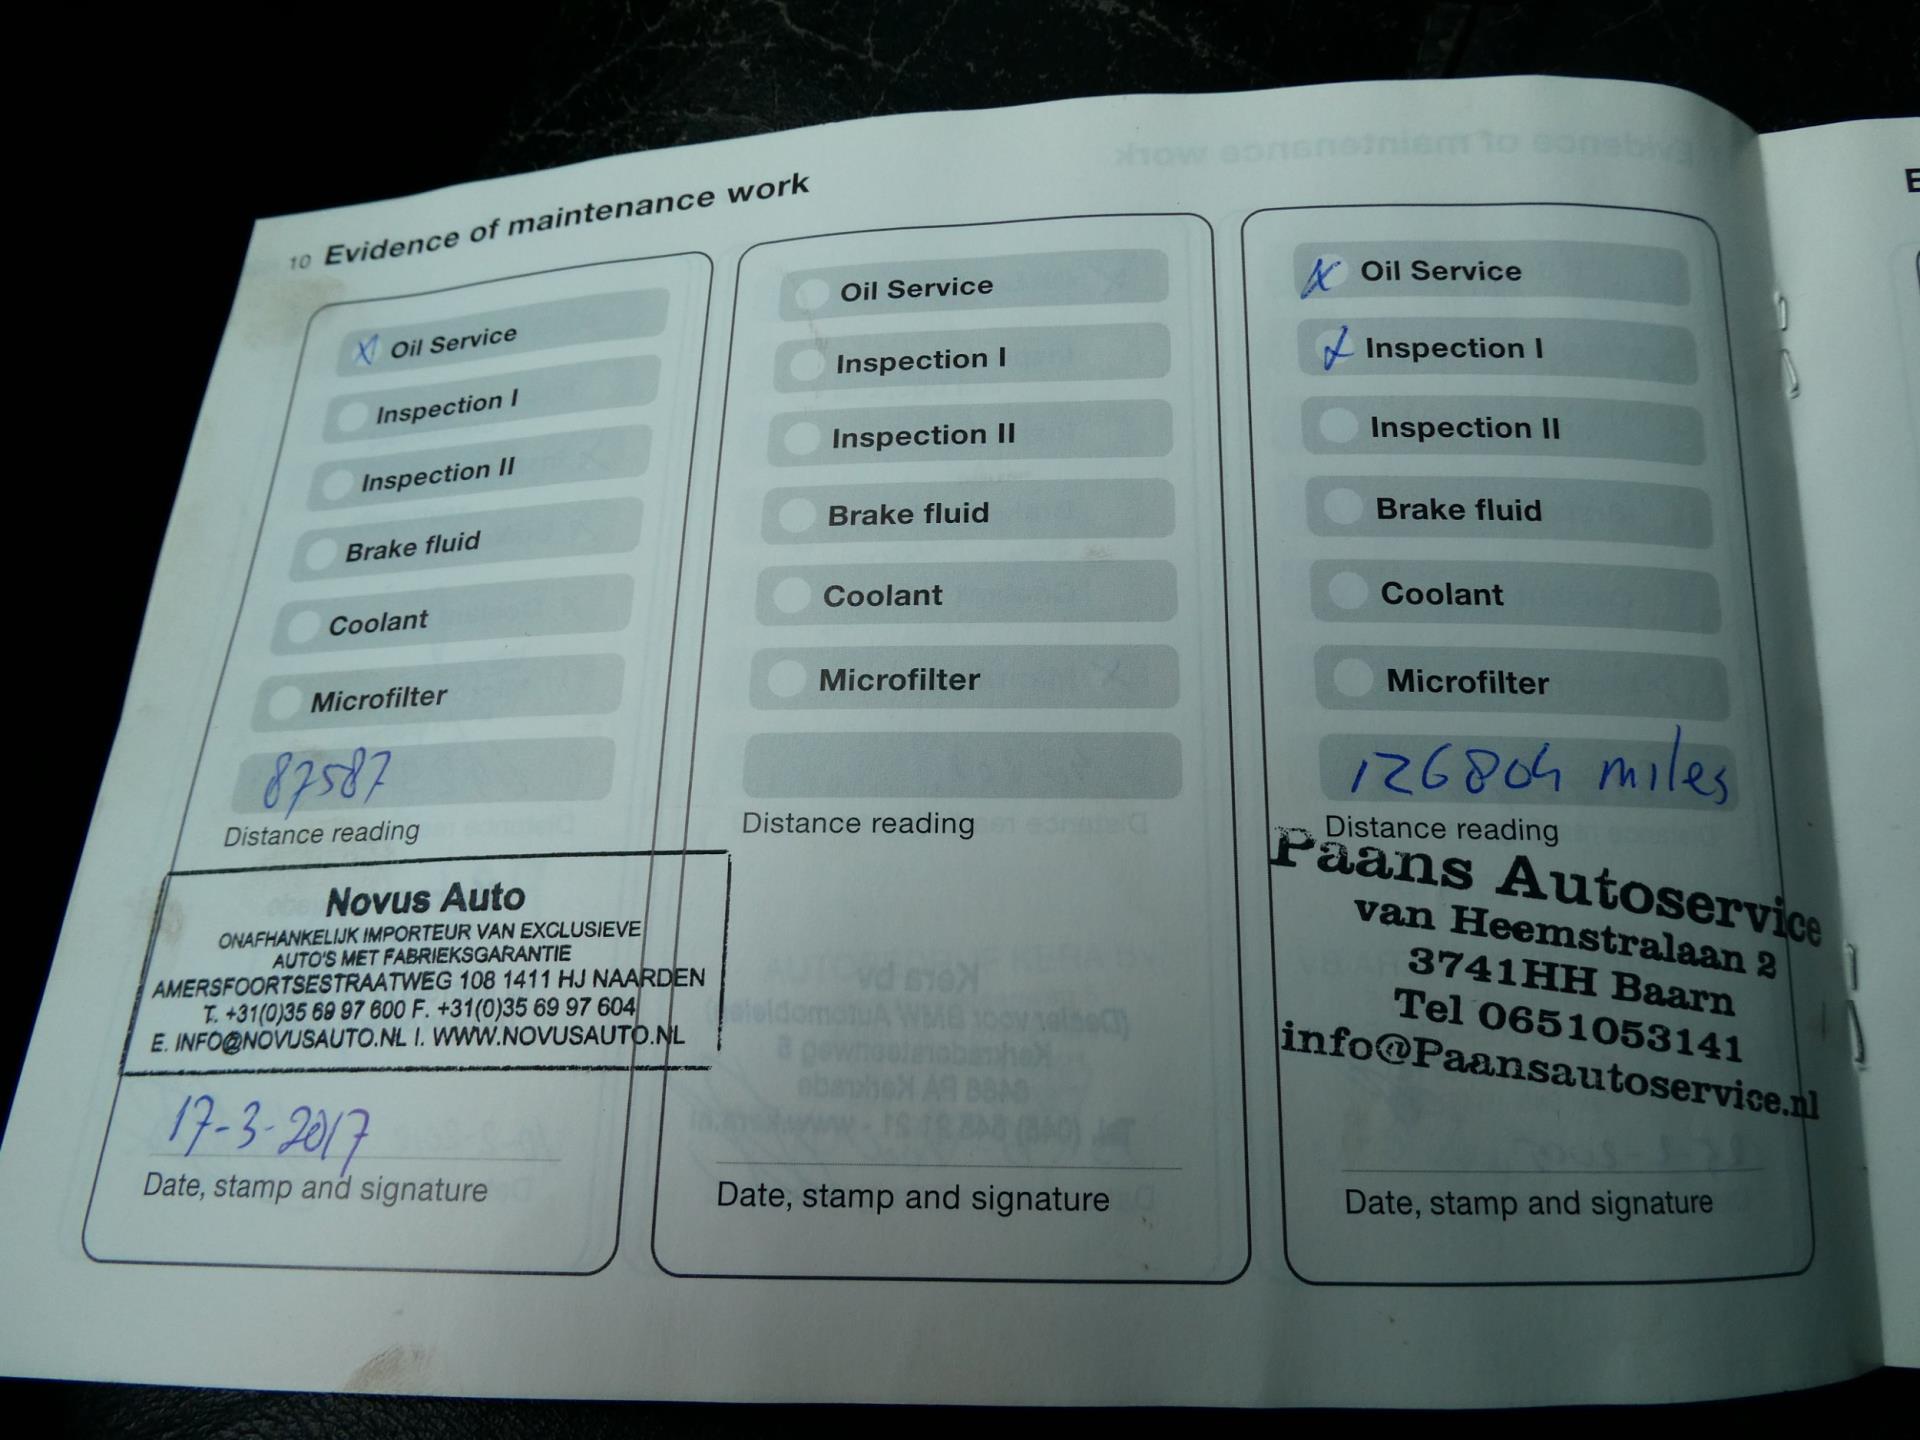 10 Evidence of maintenance work
X Oil Service
Inspection I
Inspection II
Brake fluid
Coolant
Microfilter
87587
Distance reading
Novus Auto
ONAFHANKELIJK IMPORTEUR VAN EXCLUSIEVE
AUTO'S MET FABRIEKSGARANTIE
AMERSFOORTSESTRAATWEG 108 1411 HJ NAARDEN
T. +31(0)35 69 97 600 F. +31(0)35 69 97 604
E. INFO@NOVUSAUTO.NL I. WWW.NOVUSAUTO.NL
17-3-2017
Date, stamp and signature
Oil Service
Inspection I
Inspection II
Brake fluid
Coolant
Microfilter
Distance reading
Date, stamp and signature
X Oil Service
X Inspection I
Inspection II
Brake fluid
Coolant
Microfilter
126804 miles
Distance reading
Paans Autoservice
van Heemstralaan 2
3741HH Baarn
Tel 0651053141
info@Paansautoservice.nl
Date, stamp and signature
E